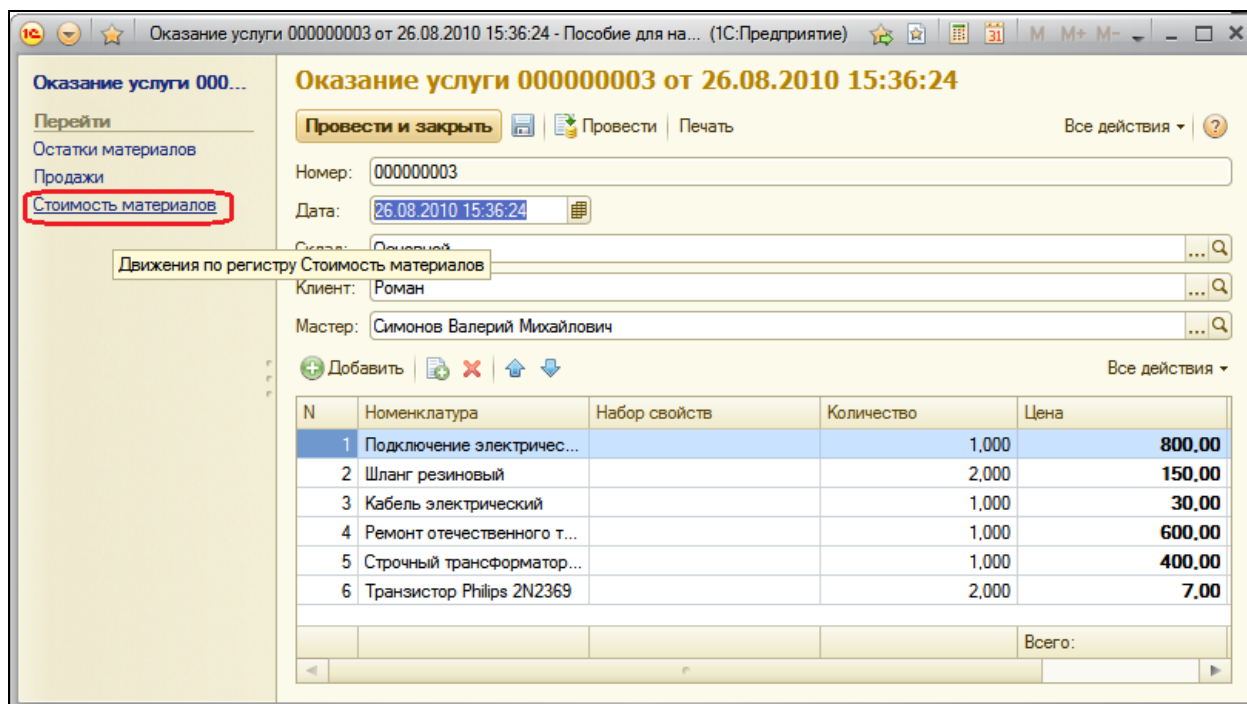 Оказание услуги 000000003 от 26.08.2010 15:36:24 - Пособие для на... (1С:Предприятие) 31 M M+ M-
Оказание услуги 000...
Перейти
Остатки материалов
Продажи
Стоимость материалов
Движения по регистру Стоимость материалов
Оказание услуги 000000003 от 26.08.2010 15:36:24
Провести и закрыть Провести Печать Все действия ?
Номер: 000000003
Дата: 26.08.2010 15:36:24
Склад: Основной ...
Клиент: Роман ...
Мастер: Симонов Валерий Михайлович ...
Добавить Все действия
N Номенклатура Набор свойств Количество Цена
1 Подключение электричес... 1,000 800,00
2 Шланг резиновый 2,000 150,00
3 Кабель электрический 1,000 30,00
4 Ремонт отечественного т... 1,000 600,00
5 Строчный трансформатор... 1,000 400,00
6 Транзистор Philips 2N2369 2,000 7,00
Всего: